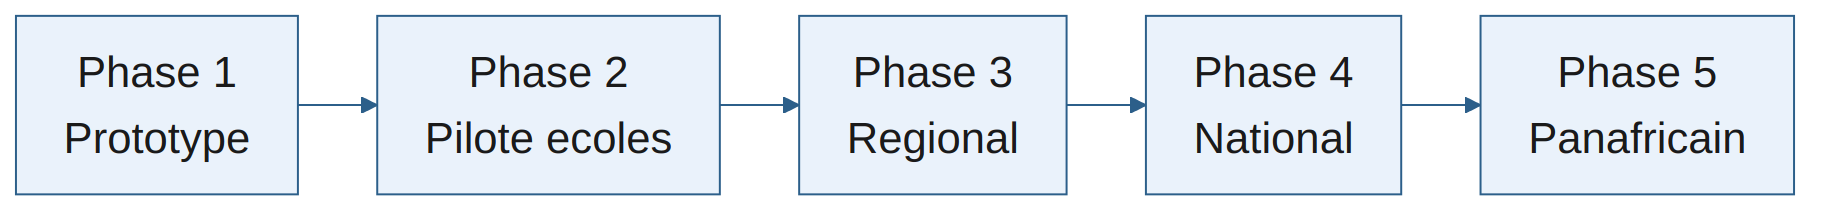 Phase 1
Prototype
Phase 2
Pilote ecoles
Phase 3
Regional
Phase 4
National
Phase 5
Panafricain